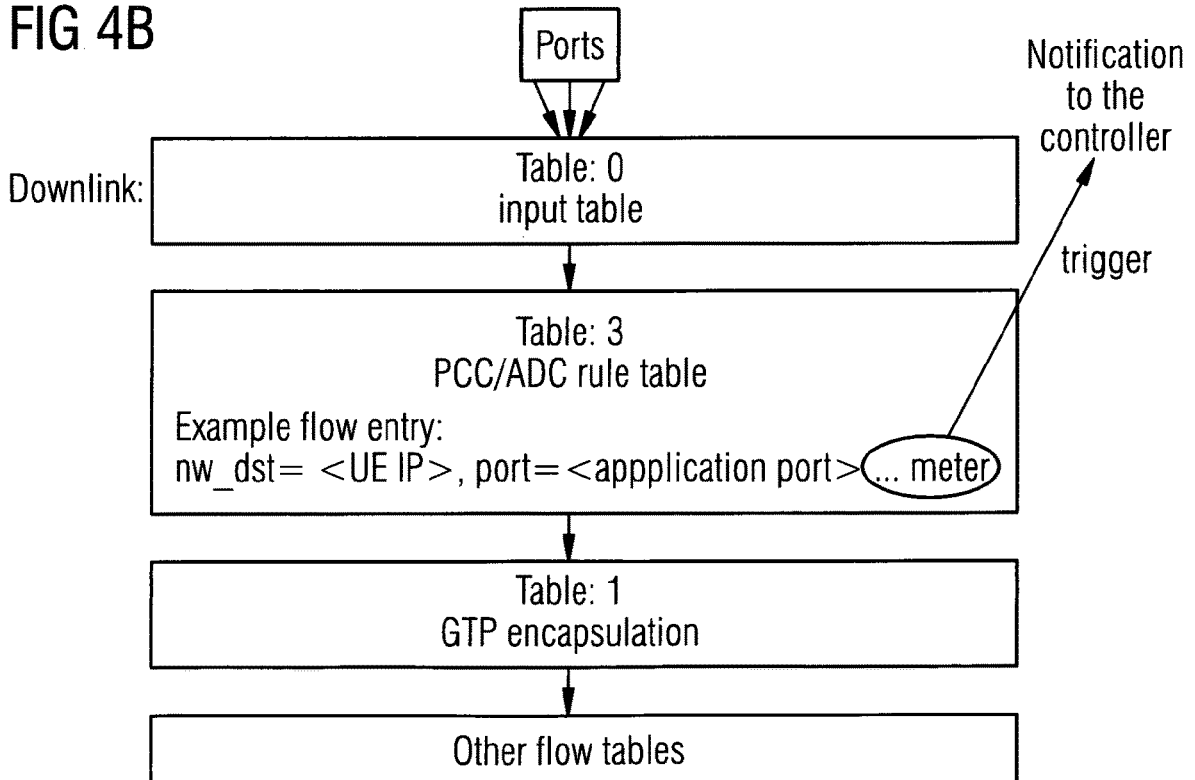 FIG 4B
Ports
Notification
to the
controller
Downlink:
Table: 0
input table
trigger
Table: 3
PCC/ADC rule table
Example flow entry:
nw_dst= <UE IP>, port=<appplication port> ... meter
Table: 1
GTP encapsulation
Other flow tables